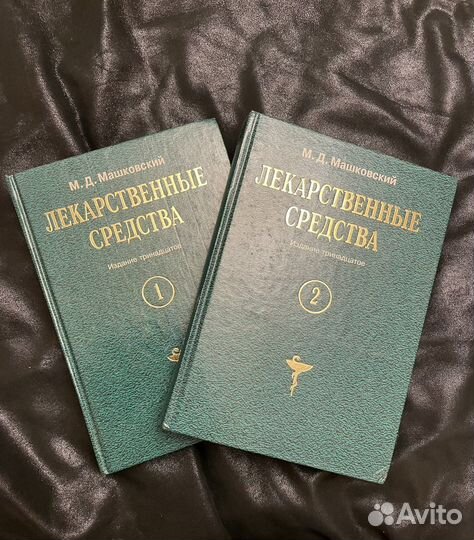 М. Д. Машковский
ЛЕКАРСТВЕННЫЕ
СРЕДСТВА
Издание тринадцатое
1
М. Д. Машковский
ЛЕКАРСТВЕННЫЕ
СРЕДСТВА
Издание тринадцатое
2
Avito